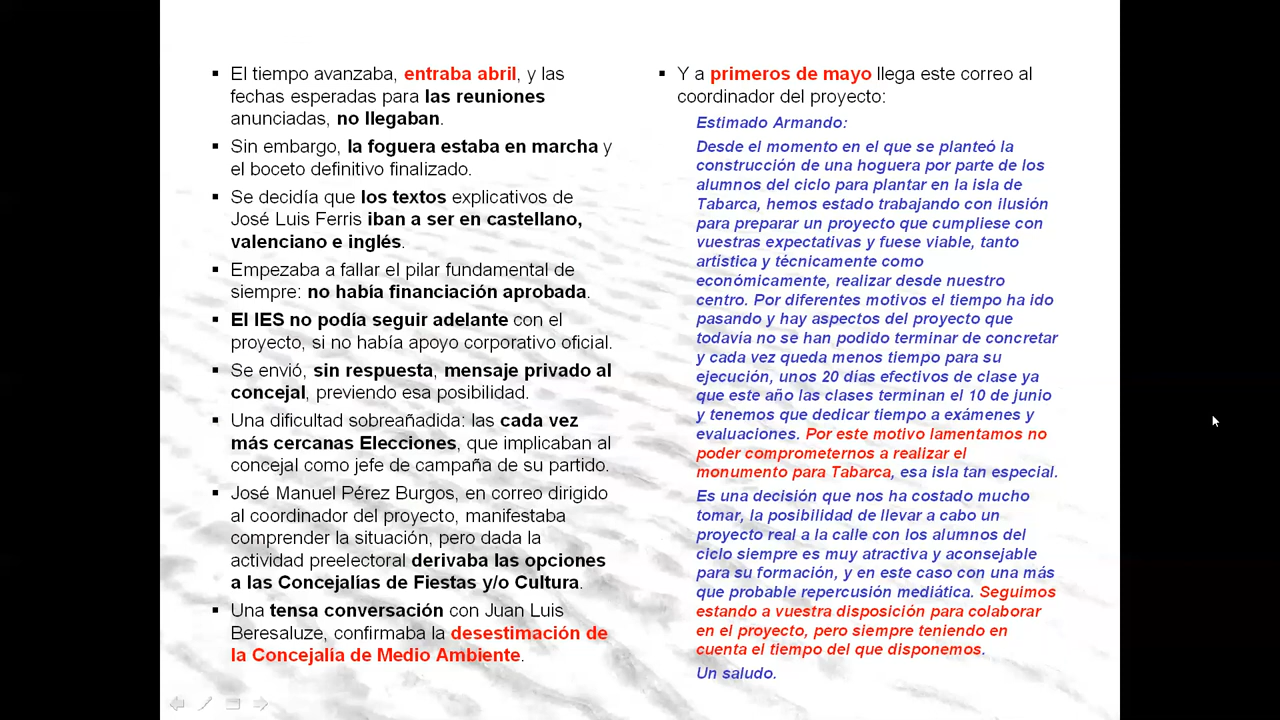 ▪ El tiempo avanzaba, entraba abril, y las
fechas esperadas para las reuniones
anunciadas, no llegaban.
▪ Sin embargo, la foguera estaba en marcha y
el boceto definitivo finalizado.
▪ Se decidía que los textos explicativos de
José Luis Ferris iban a ser en castellano,
valenciano e inglés.
▪ Empezaba a fallar el pilar fundamental de
siempre: no había financiación aprobada.
▪ El IES no podía seguir adelante con el
proyecto, si no había apoyo corporativo oficial.
▪ Se envió, sin respuesta, mensaje privado al
concejal, previendo esa posibilidad.
▪ Una dificultad sobreañadida: las cada vez
más cercanas Elecciones, que implicaban al
concejal como jefe de campaña de su partido.
▪ José Manuel Pérez Burgos, en correo dirigido
al coordinador del proyecto, manifestaba
comprender la situación, pero dada la
actividad preelectoral derivaba las opciones
a las Concejalías de Fiestas y/o Cultura.
▪ Una tensa conversación con Juan Luis
Beresaluze, confirmaba la desestimación de
la Concejalía de Medio Ambiente.
▪ Y a primeros de mayo llega este correo al
coordinador del proyecto:
Estimado Armando:
Desde el momento en el que se planteó la
construcción de una hoguera por parte de los
alumnos del ciclo para plantar en la isla de
Tabarca, hemos estado trabajando con ilusión
para preparar un proyecto que cumpliese con
vuestras expectativas y fuese viable, tanto
artística y técnicamente como
económicamente, realizar desde nuestro
centro. Por diferentes motivos el tiempo ha ido
pasando y hay aspectos del proyecto que
todavía no se han podido terminar de concretar
y cada vez queda menos tiempo para su
ejecución, unos 20 días efectivos de clase ya
que este año las clases terminan el 10 de junio
y tenemos que dedicar tiempo a exámenes y
evaluaciones. Por este motivo lamentamos no
poder comprometernos a realizar el
monumento para Tabarca, esa isla tan especial.
Es una decisión que nos ha costado mucho
tomar, la posibilidad de llevar a cabo un
proyecto real a la calle con los alumnos del
ciclo siempre es muy atractiva y aconsejable
para su formación, y en este caso con una más
que probable repercusión mediática. Seguimos
estando a vuestra disposición para colaborar
en el proyecto, pero siempre teniendo en
cuenta el tiempo del que disponemos.
Un saludo.